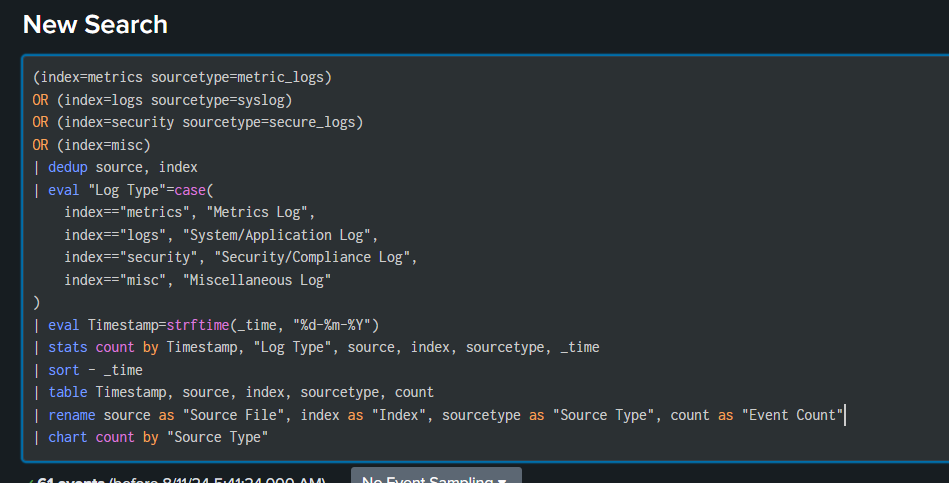 New Search
(index=metrics sourcetype=metric_logs)
OR (index=logs sourcetype=syslog)
OR (index=security sourcetype=secure_logs)
OR (index=misc)
| dedup source, index
| eval "Log Type"=case(
    index=="metrics", "Metrics Log",
    index=="logs", "System/Application Log",
    index=="security", "Security/Compliance Log",
    index=="misc", "Miscellaneous Log"
)
| eval Timestamp=strftime(_time, "%d-%m-%Y")
| stats count by Timestamp, "Log Type", source, index, sourcetype, _time
| sort - _time
| table Timestamp, source, index, sourcetype, count
| rename source as "Source File", index as "Index", sourcetype as "Source Type", count as "Event Count"
| chart count by "Source Type"
✓ 61 events (before 8/11/24 5:41:24.000 AM) No Event Sampling ▾